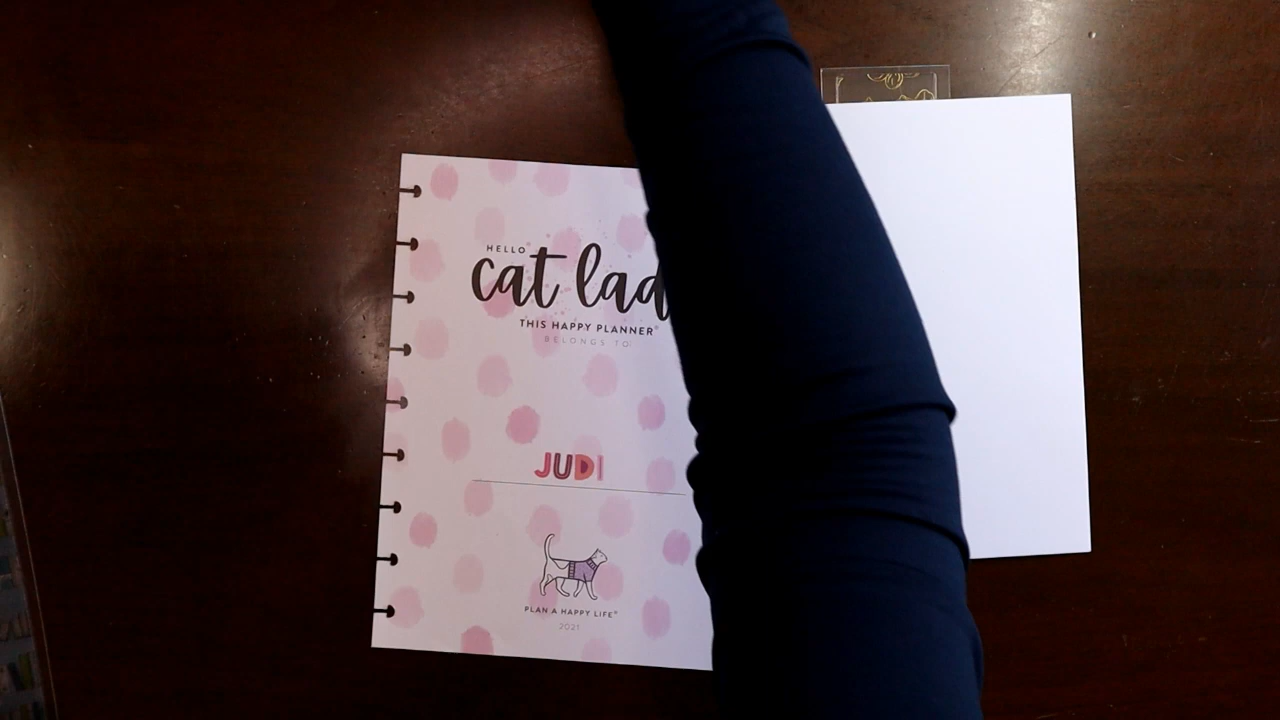 HELLO
cat lad
THIS HAPPY PLANNER®
BELONGS TO:
JUDI
PLAN A HAPPY LIFE®
2021